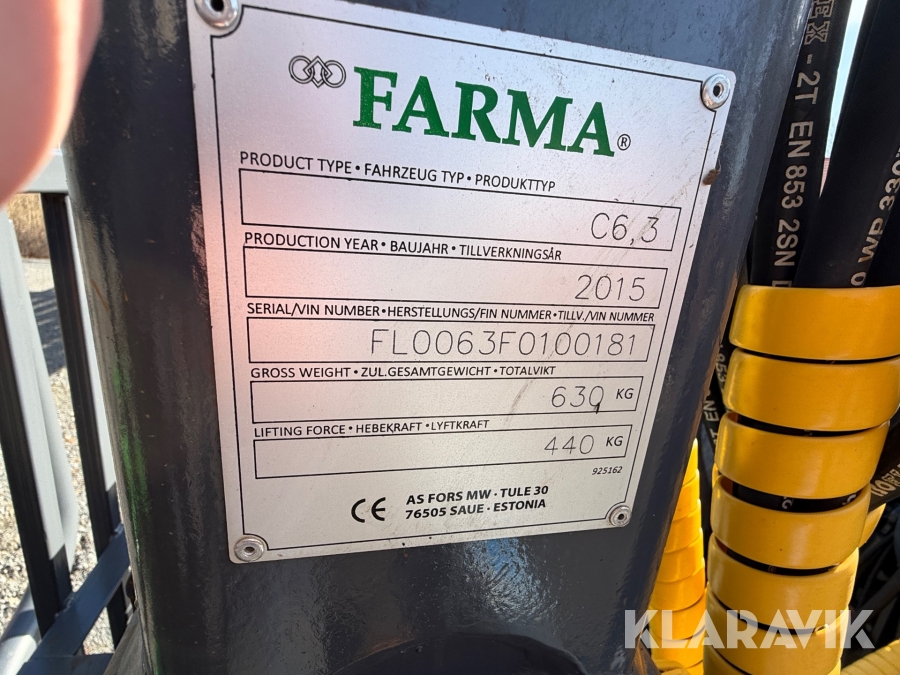 FARMA®
PRODUCT TYPE • FAHRZEUG TYP • PRODUKTTYP
C6,3
PRODUCTION YEAR • BAUJAHR • TILLVERKNINGSÅR
2015
SERIAL/VIN NUMBER • HERSTELLUNGS/FIN NUMMER • TILLV./VIN NUMMER
FL0063F0100181
GROSS WEIGHT • ZUL.GESAMTGEWICHT • TOTALVIKT
630 KG
LIFTING FORCE • HEBEKRAFT • LYFTKRAFT
440 KG
925162
CE AS FORS MW · TULE 30
76505 SAUE · ESTONIA
- 2T EN 853 2SN
KLARAVIK